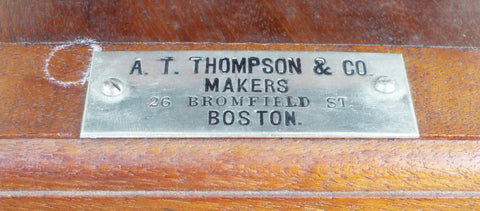 A. T. THOMPSON & CO.
MAKERS
26 BROMFIELD ST.
BOSTON.